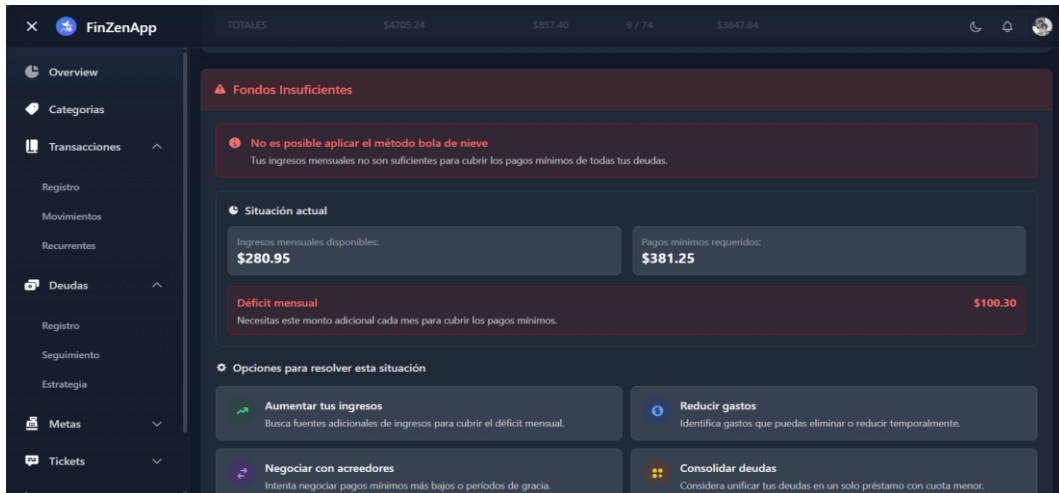 FinZenApp
TOTALES $4705.24 $857.40 9 / 74 $3847.84
Overview
Categorias
Transacciones
Registro
Movimientos
Recurrentes
Deudas
Registro
Seguimiento
Estrategia
Metas
Tickets
Fondos Insuficientes
No es posible aplicar el método bola de nieve
Tus ingresos mensuales no son suficientes para cubrir los pagos mínimos de todas tus deudas.
Situación actual
Ingresos mensuales disponibles:
$280.95
Pagos mínimos requeridos:
$381.25
Déficit mensual $100.30
Necesitas este monto adicional cada mes para cubrir los pagos mínimos.
Opciones para resolver esta situación
Aumentar tus ingresos
Busca fuentes adicionales de ingresos para cubrir el déficit mensual.
Reducir gastos
Identifica gastos que puedas eliminar o reducir temporalmente.
Negociar con acreedores
Intenta negociar pagos mínimos más bajos o períodos de gracia.
Consolidar deudas
Considera unificar tus deudas en un solo préstamo con cuota menor.